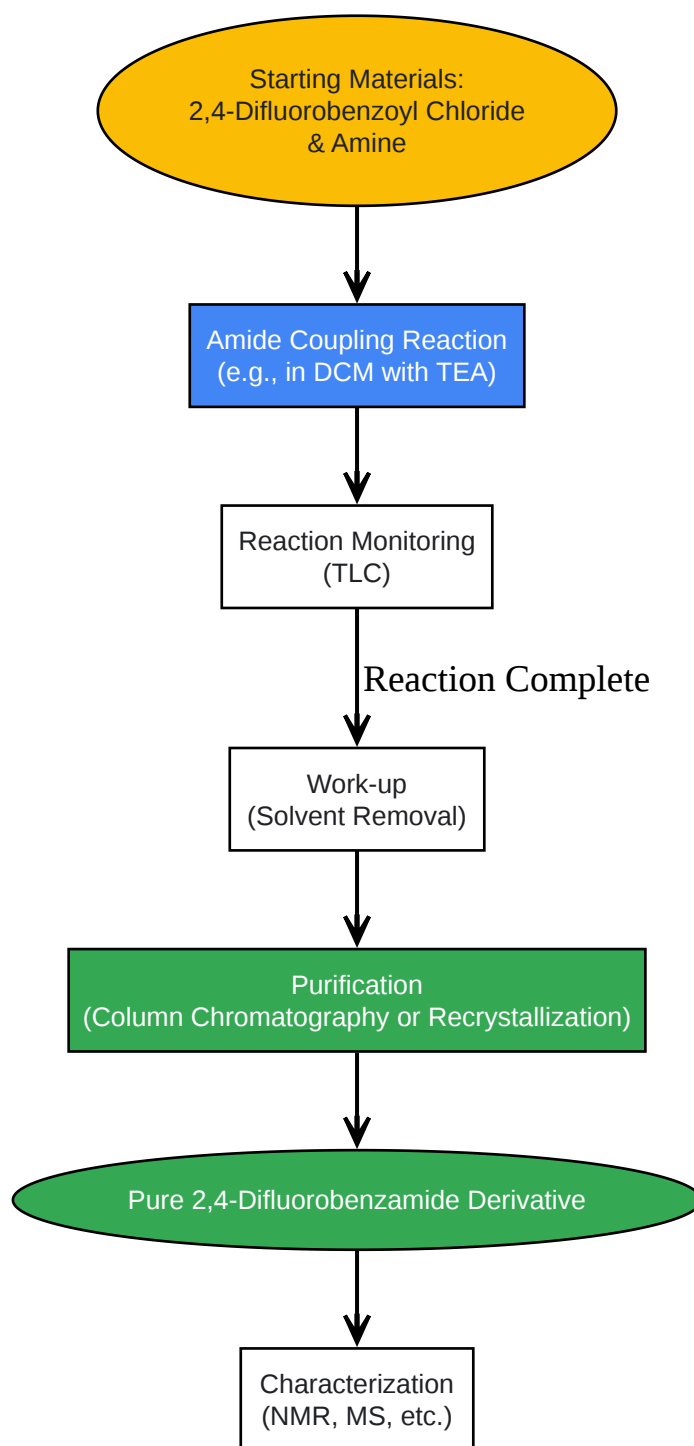 Starting Materials:
2,4-Difluorobenzoyl Chloride
& Amine
Amide Coupling Reaction
(e.g., in DCM with TEA)
Reaction Monitoring
(TLC)
Reaction Complete
Work-up
(Solvent Removal)
Purification
(Column Chromatography or Recrystallization)
Pure 2,4-Difluorobenzamide Derivative
Characterization
(NMR, MS, etc.)